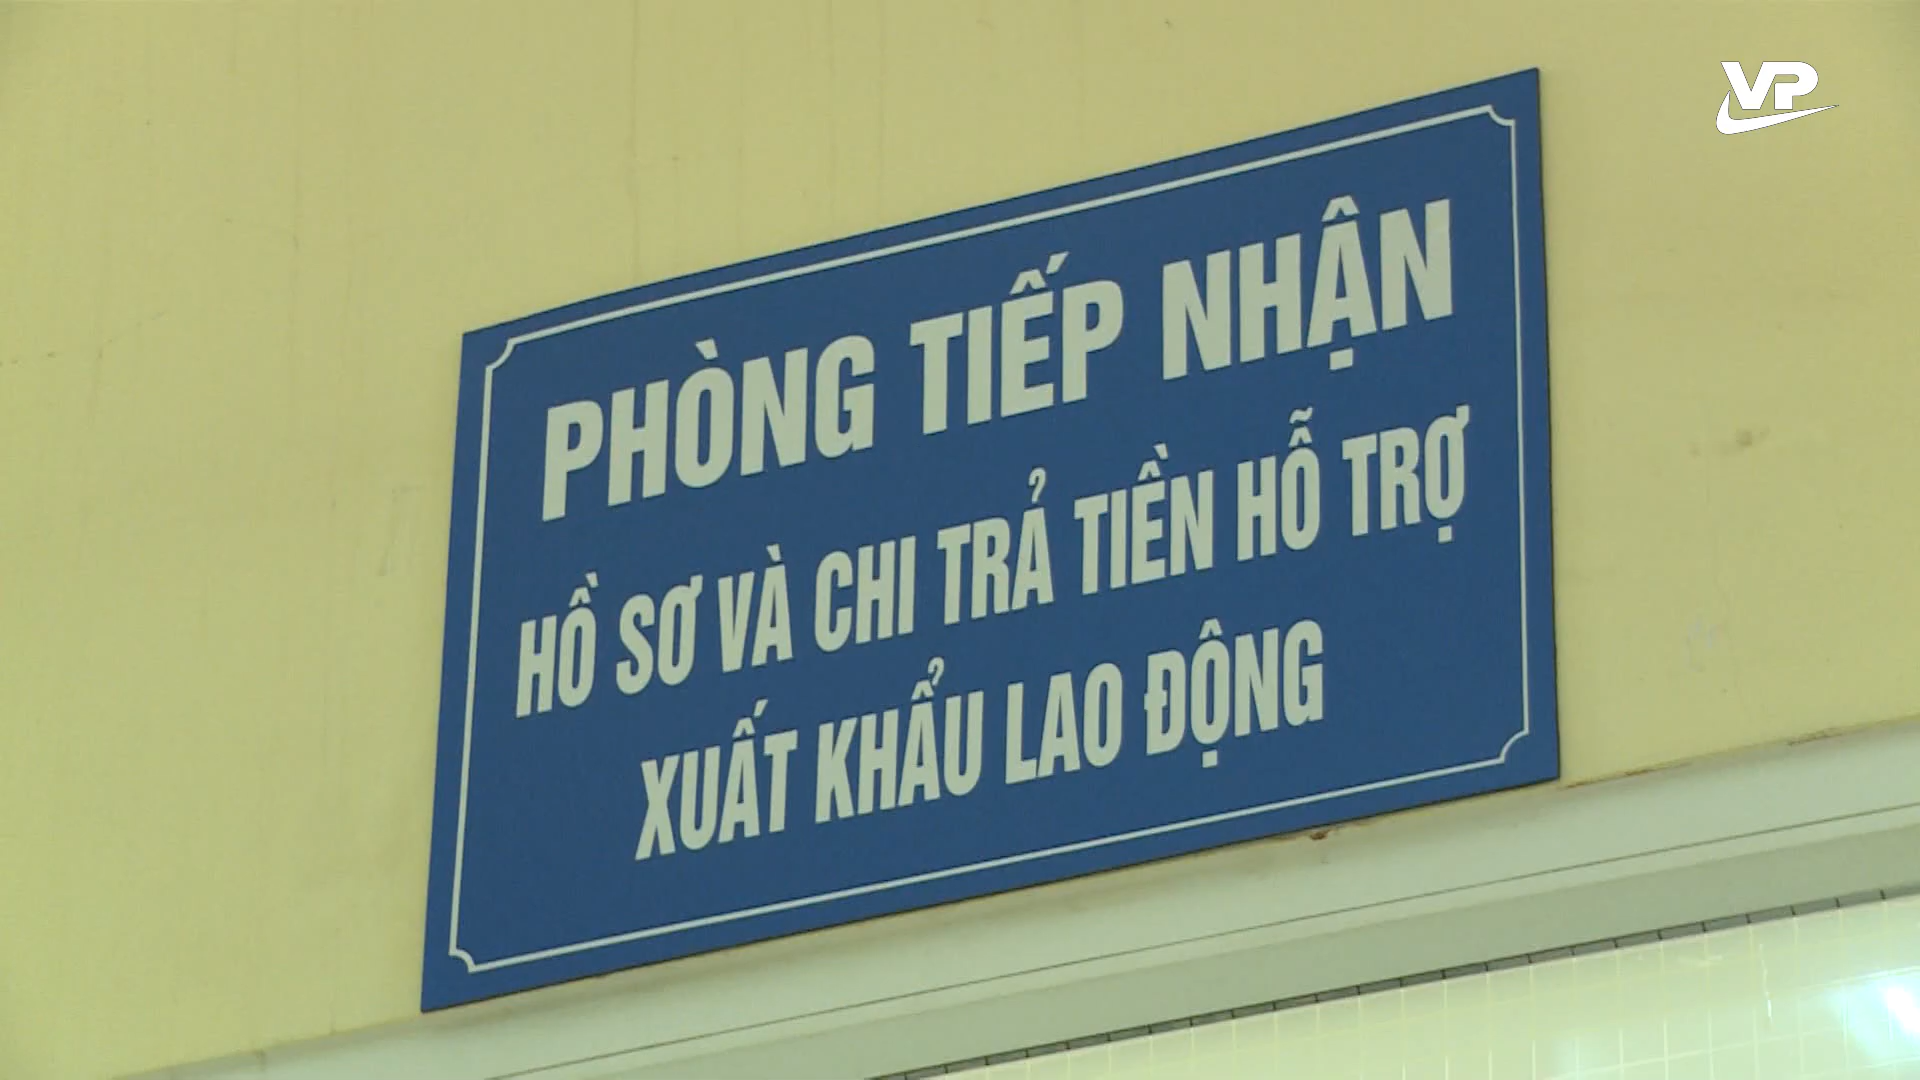 VP
PHÒNG TIẾP NHẬN
HỒ SƠ VÀ CHI TRẢ TIỀN HỖ TRỢ
XUẤT KHẨU LAO ĐỘNG